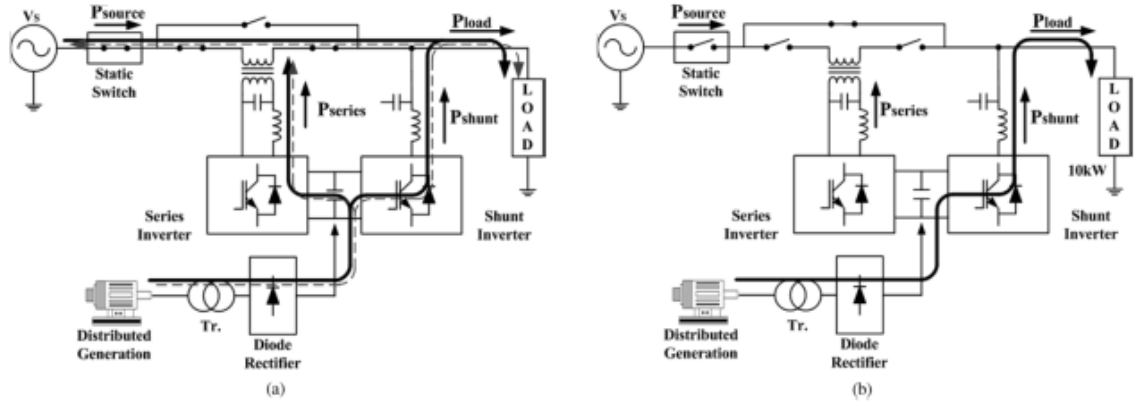 Vs
Psource
Static
Switch
Pseries
Pload
Pshunt
L
O
A
D
Series
Inverter
Shunt
Inverter
Distributed
Generation
Tr.
Diode
Rectifier
(a)
Vs
Psource
Static
Switch
Pseries
Pload
Pshunt
L
O
A
D
10kW
Series
Inverter
Shunt
Inverter
Distributed
Generation
Tr.
Diode
Rectifier
(b)